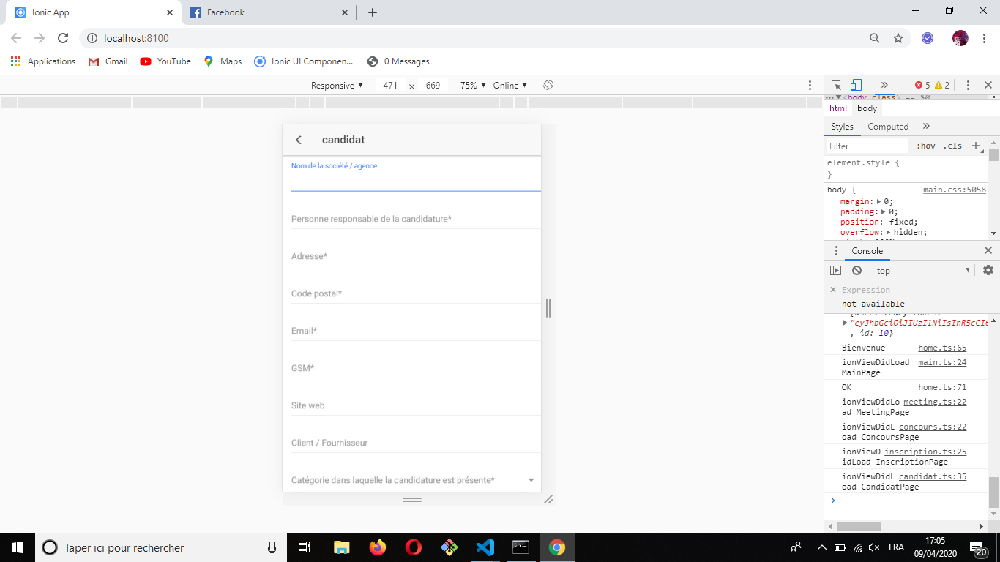 Ionic App
Facebook
localhost:8100
Applications
Gmail
YouTube
Maps
Ionic UI Componen...
0 Messages
Responsive
471
x
669
75%
Online
5
2
<body class> == $0
html
body
Styles
Computed
Filter
:hov
.cls
element.style {
}
body {
main.css:5058
margin: 0;
padding: 0;
position: fixed;
overflow: hidden;
Console
top
Expression
not available
"eyJhbGciOiJIUzI1NiIsInR5cCI6
, id: 10}
Bienvenue
home.ts:65
ionViewDidLoad
main.ts:24
MainPage
OK
home.ts:71
ionViewDidLo
meeting.ts:22
ad MeetingPage
ionViewDidL
concours.ts:22
oad ConcoursPage
ionViewD
inscription.ts:25
idLoad InscriptionPage
ionViewDidL
candidat.ts:35
oad CandidatPage
candidat
Nom de la société / agence
Personne responsable de la candidature*
Adresse*
Code postal*
Email*
GSM*
Site web
Client / Fournisseur
Catégorie dans laquelle la candidature est présente*
Taper ici pour rechercher
FRA
17:05
09/04/2020
20